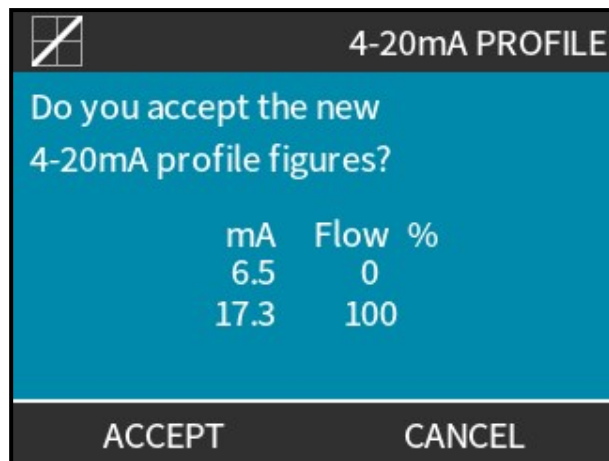 4-20mA PROFILE
Do you accept the new
4-20mA profile figures?
mA Flow %
6.5 0
17.3 100
ACCEPT CANCEL